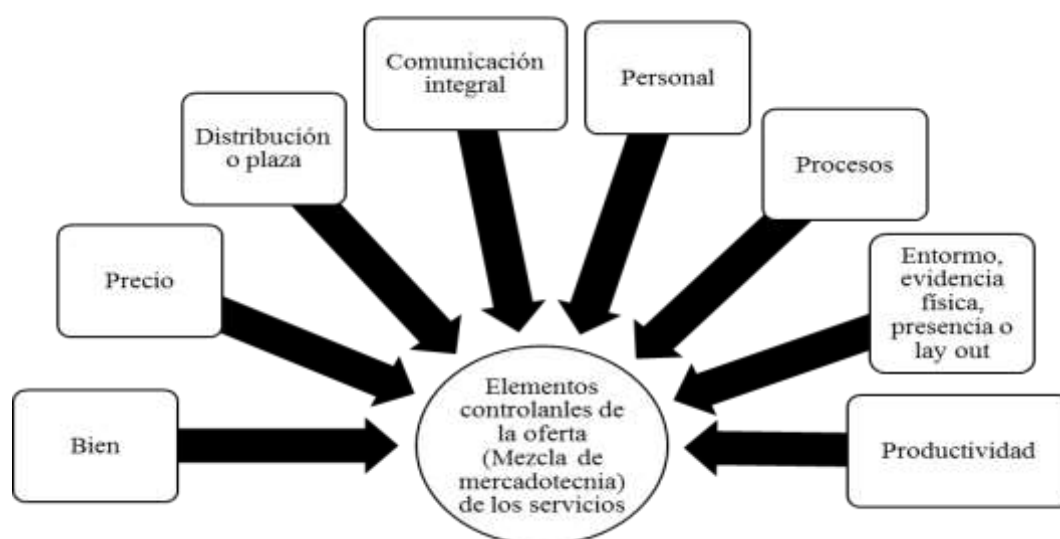 Comunicación
integral
Personal
Distribución
o plaza
Procesos
Precio
Entormo,
evidencia
física,
presencia o
lay out
Elementos
controlanles de
la oferta
(Mezcla de
mercadotecnia)
de los servicios
Bien
Productividad